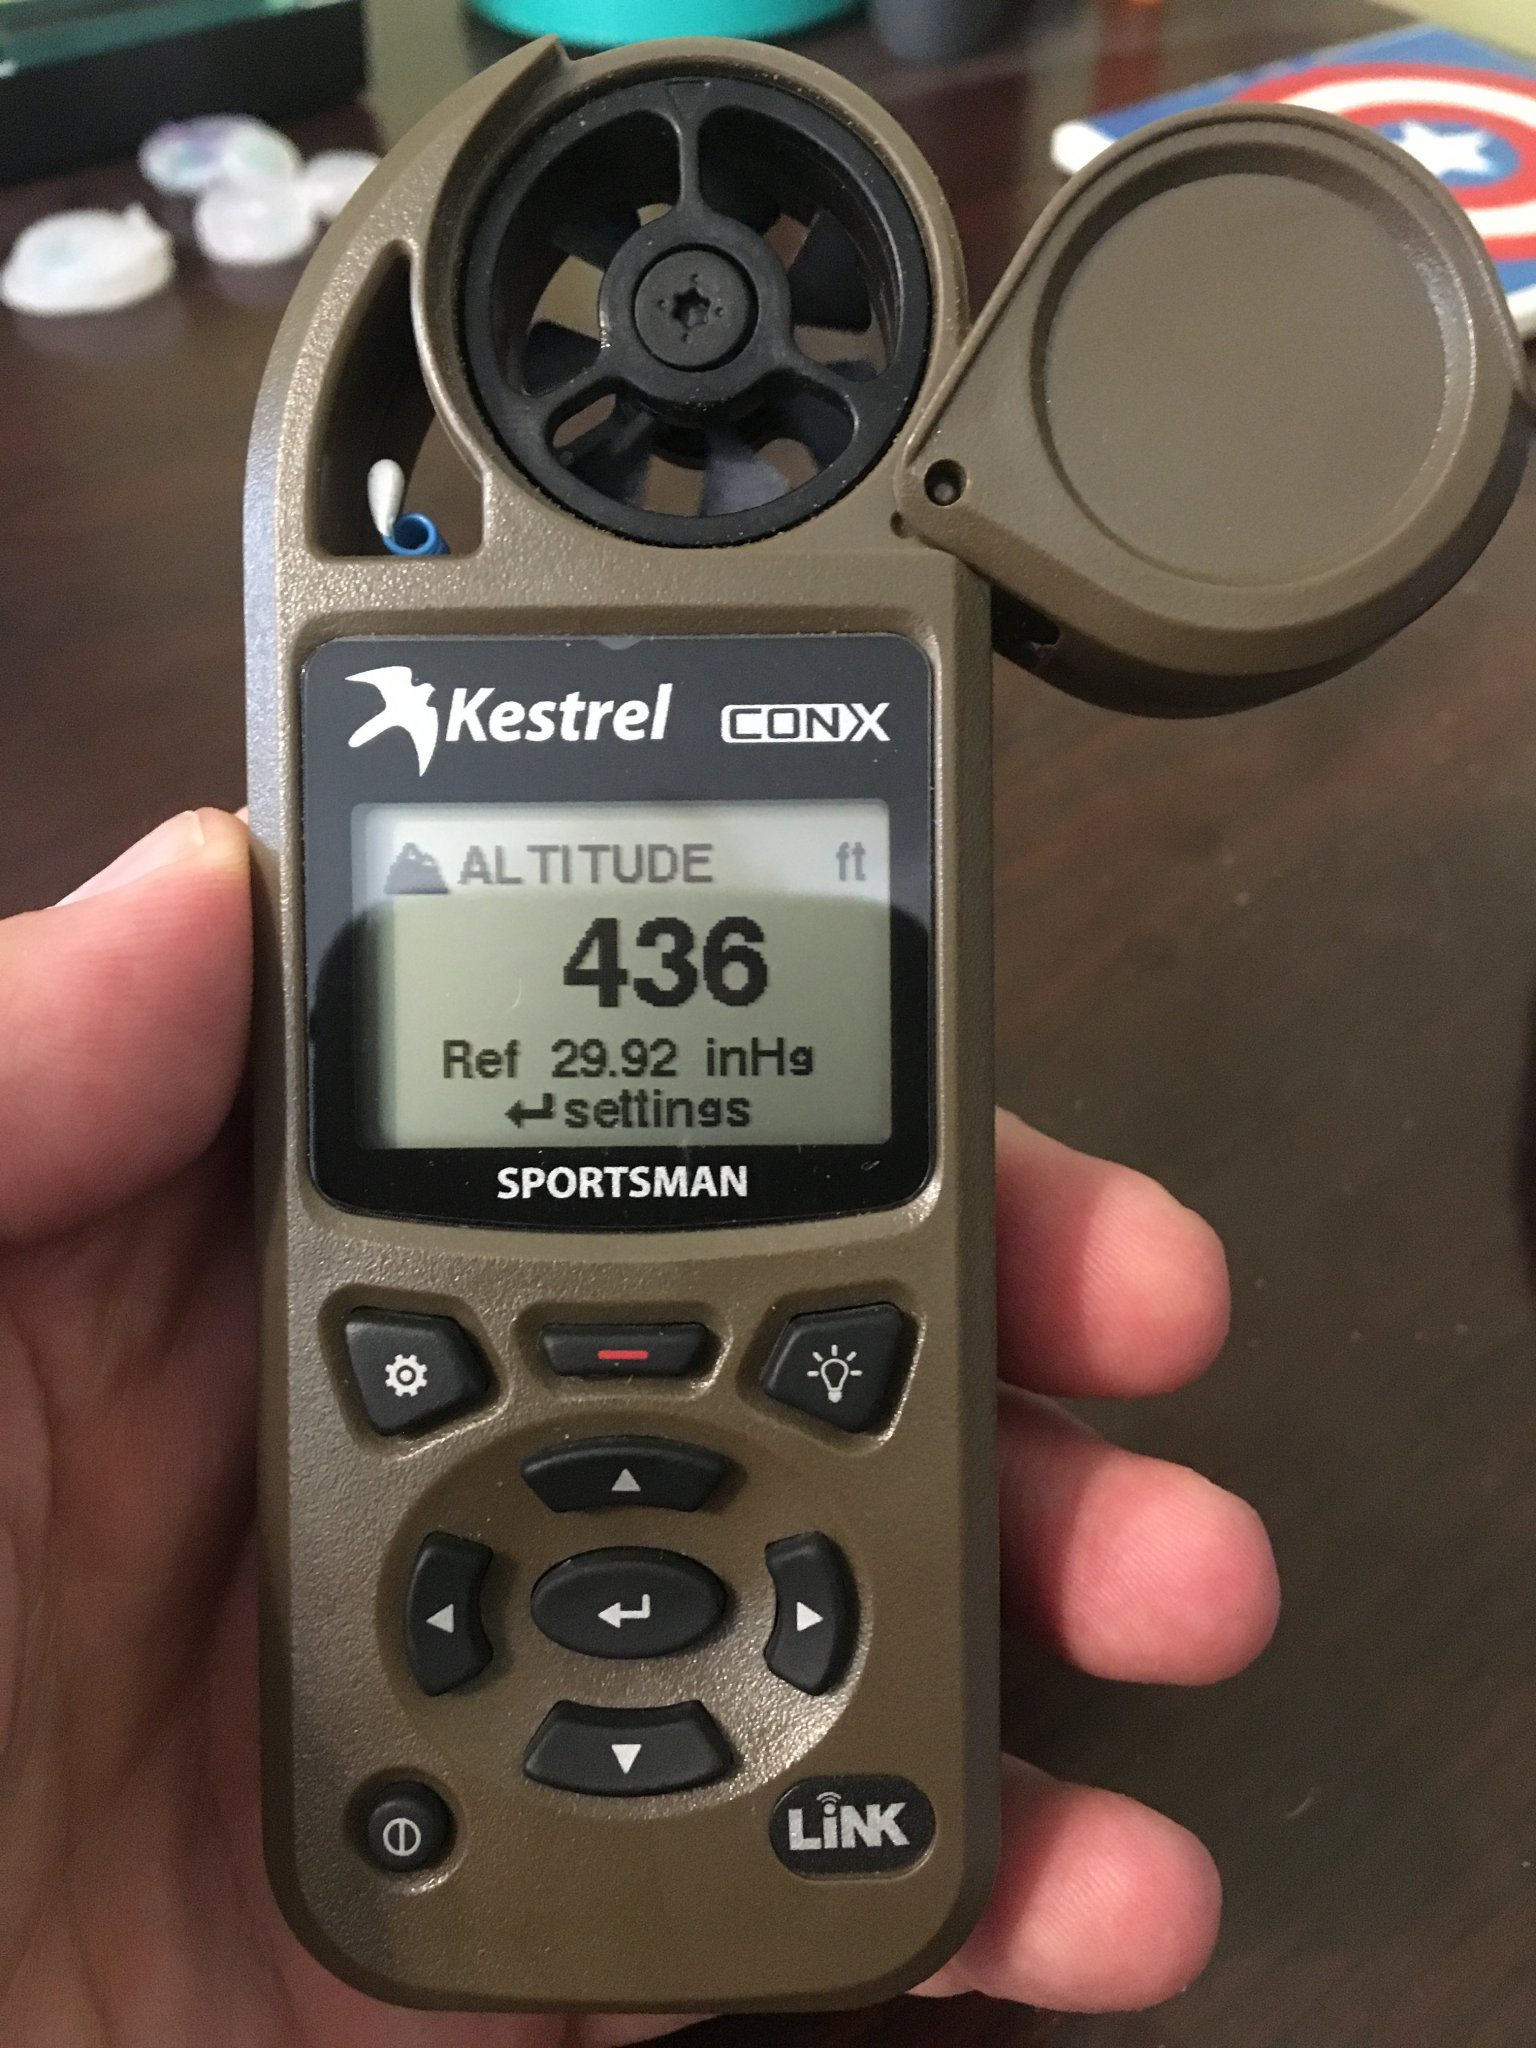 Kestrel CONX
ALTITUDE ft
436
Ref 29.92 inHg
settings
SPORTSMAN
LiNK